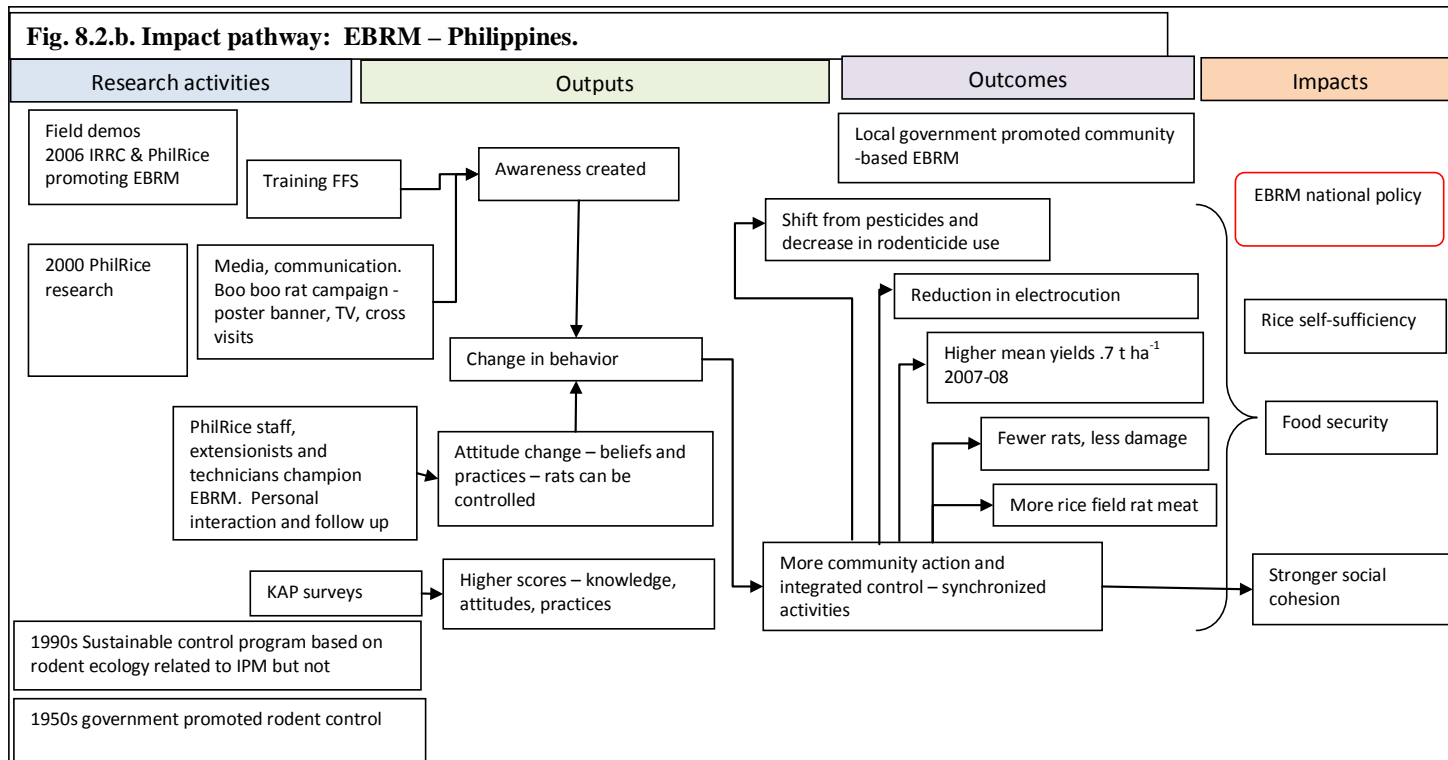 Fig. 8.2.b. Impact pathway: EBRM – Philippines.
Research activities
Outputs
Outcomes
Impacts
Field demos
2006 IRRC & PhilRice
promoting EBRM
Training FFS
Awareness created
Local government promoted community
-based EBRM
EBRM national policy
Shift from pesticides and
decrease in rodenticide use
2000 PhilRice
research
Media, communication.
Boo boo rat campaign -
poster banner, TV, cross
visits
Reduction in electrocution
Rice self-sufficiency
Change in behavior
Higher mean yields .7 t ha-1
2007-08
PhilRice staff,
extensionists and
technicians champion
EBRM. Personal
interaction and follow up
Attitude change – beliefs and
practices – rats can be
controlled
Fewer rats, less damage
Food security
More rice field rat meat
KAP surveys
Higher scores – knowledge,
attitudes, practices
More community action and
integrated control – synchronized
activities
Stronger social
cohesion
1990s Sustainable control program based on
rodent ecology related to IPM but not
1950s government promoted rodent control